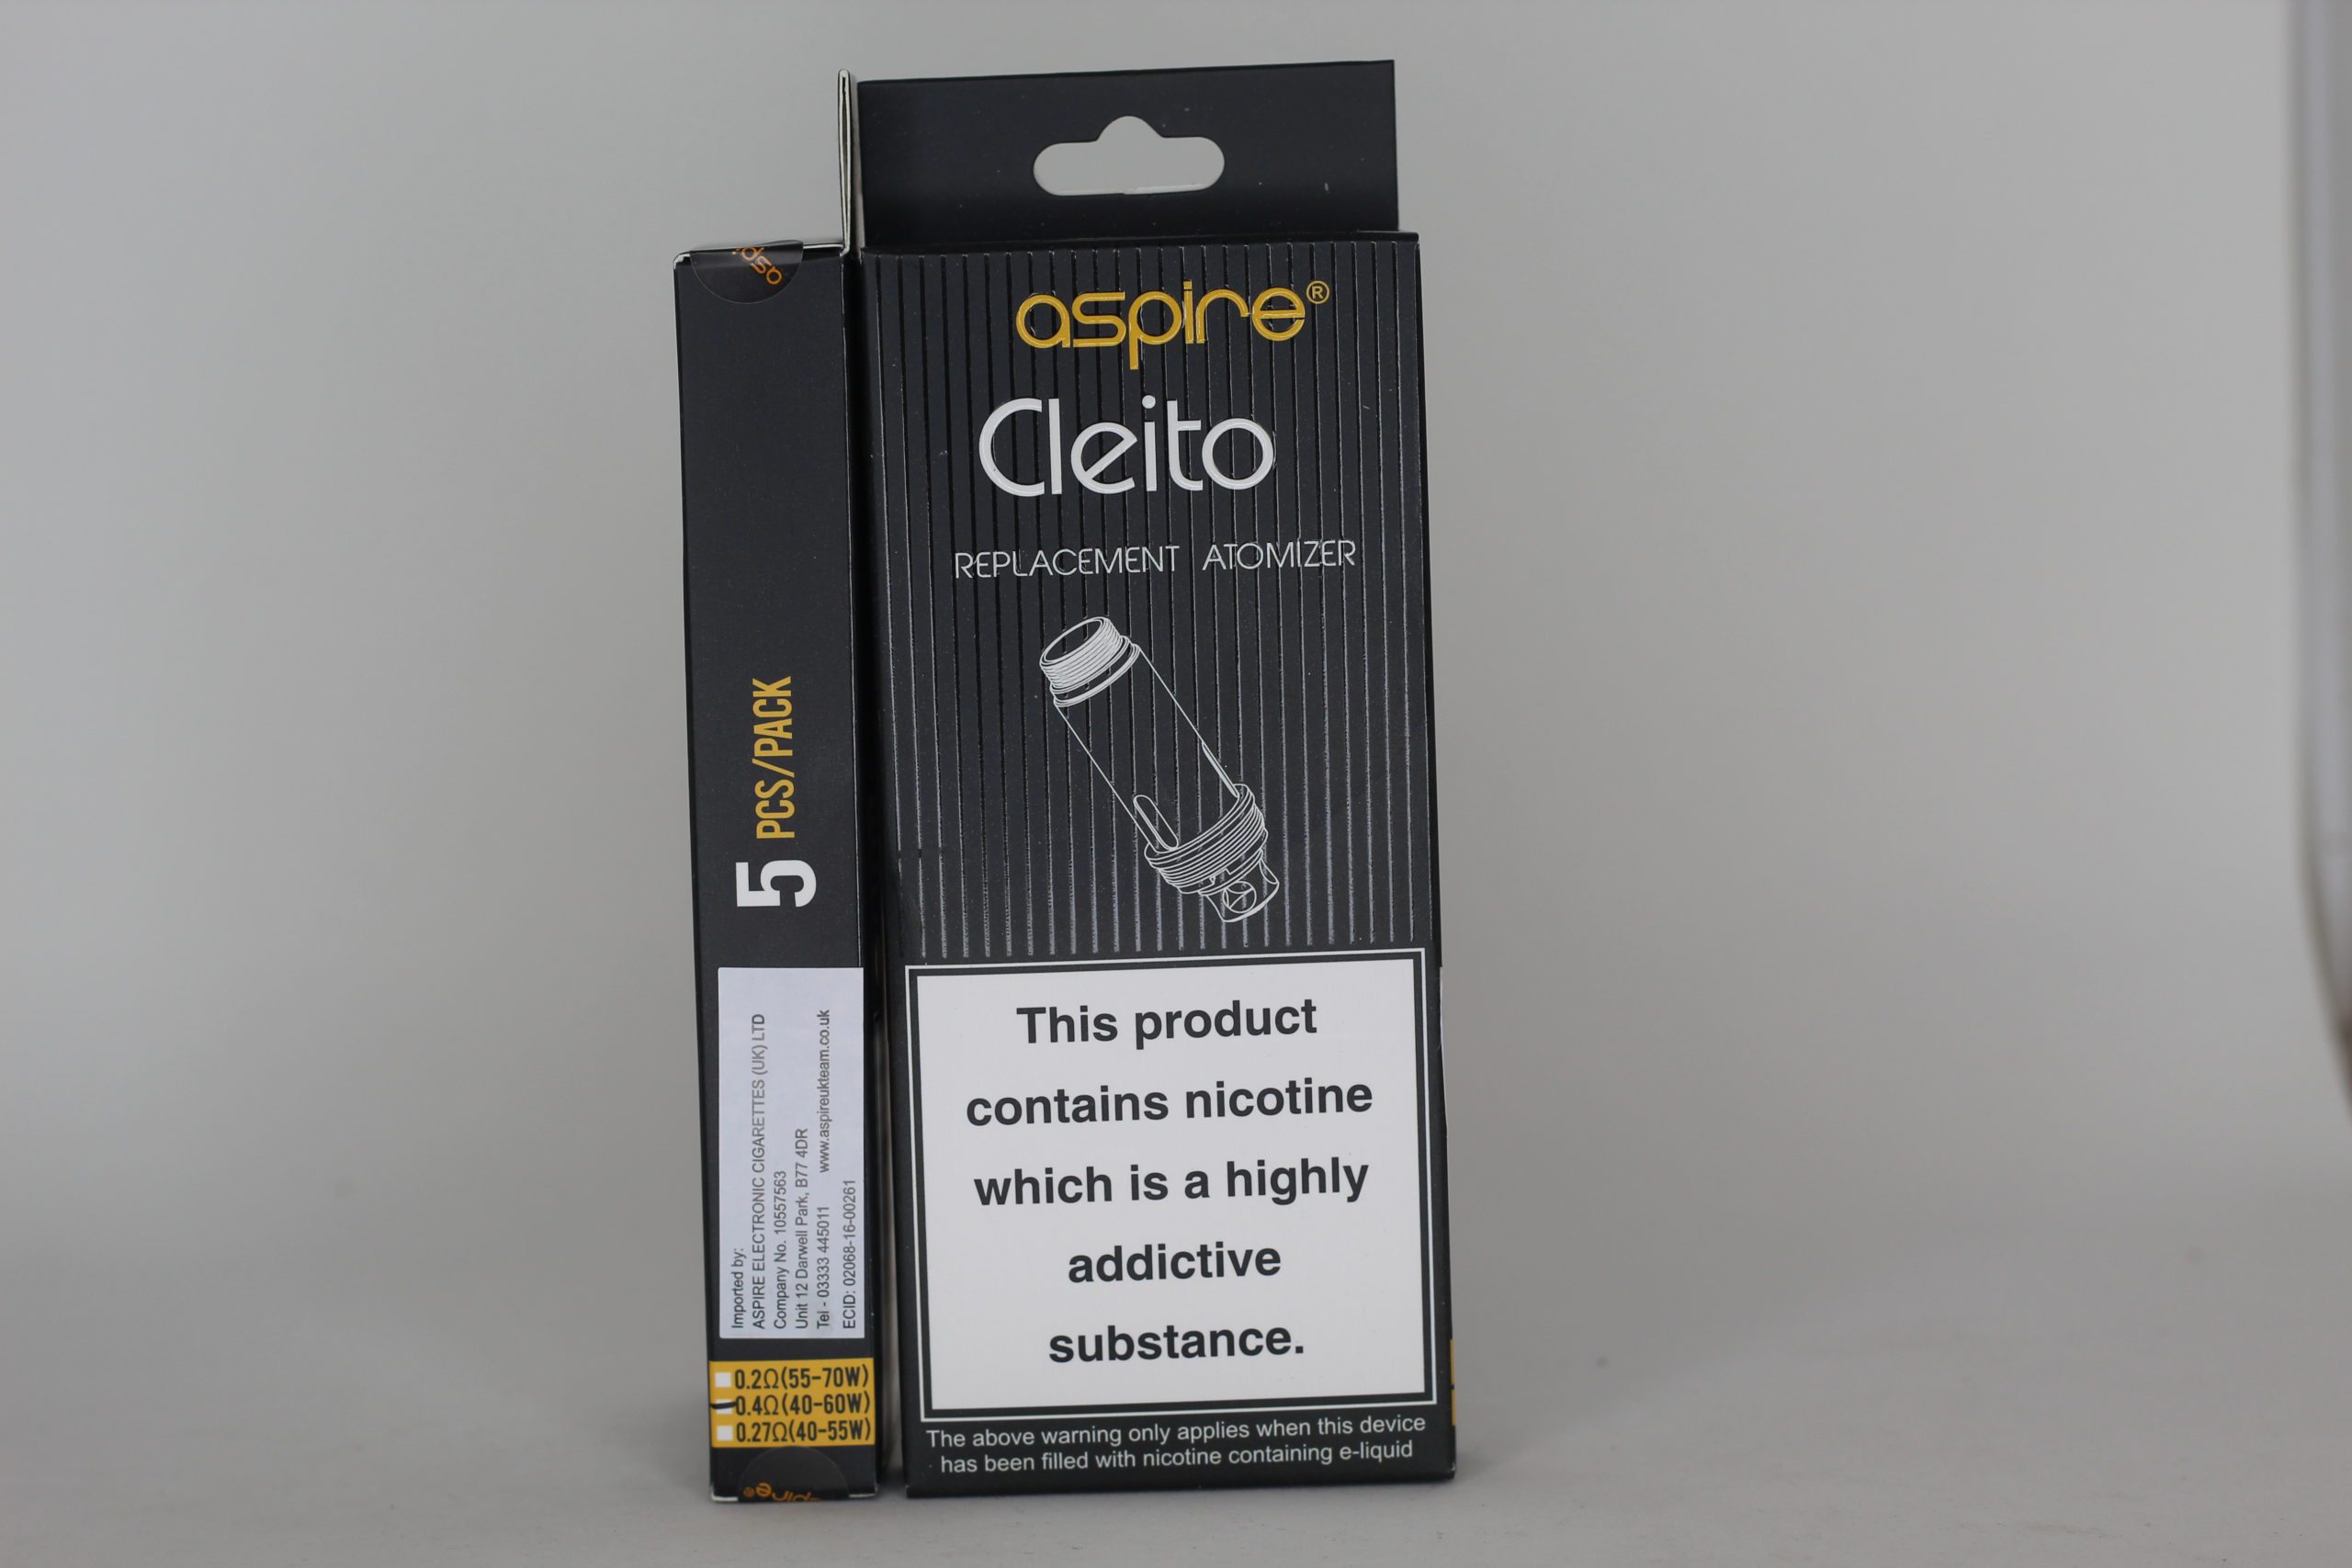 aspire®
Cleito
REPLACEMENT ATOMIZER
This product
contains nicotine
which is a highly
addictive
substance.
The above warning only applies when this device
has been filled with nicotine containing e-liquid
5 PCS/PACK
Imported by:
ASPIRE ELECTRONIC CIGARETTES (UK) LTD
Company No. 10557563
Unit 12 Darwell Park, B77 4DR
Tel - 03333 445011 www.aspireukteam.co.uk
ECID: 02068-16-00261
0.2Ω(55-70W)
0.4Ω(40-60W)
0.27Ω(40-55W)